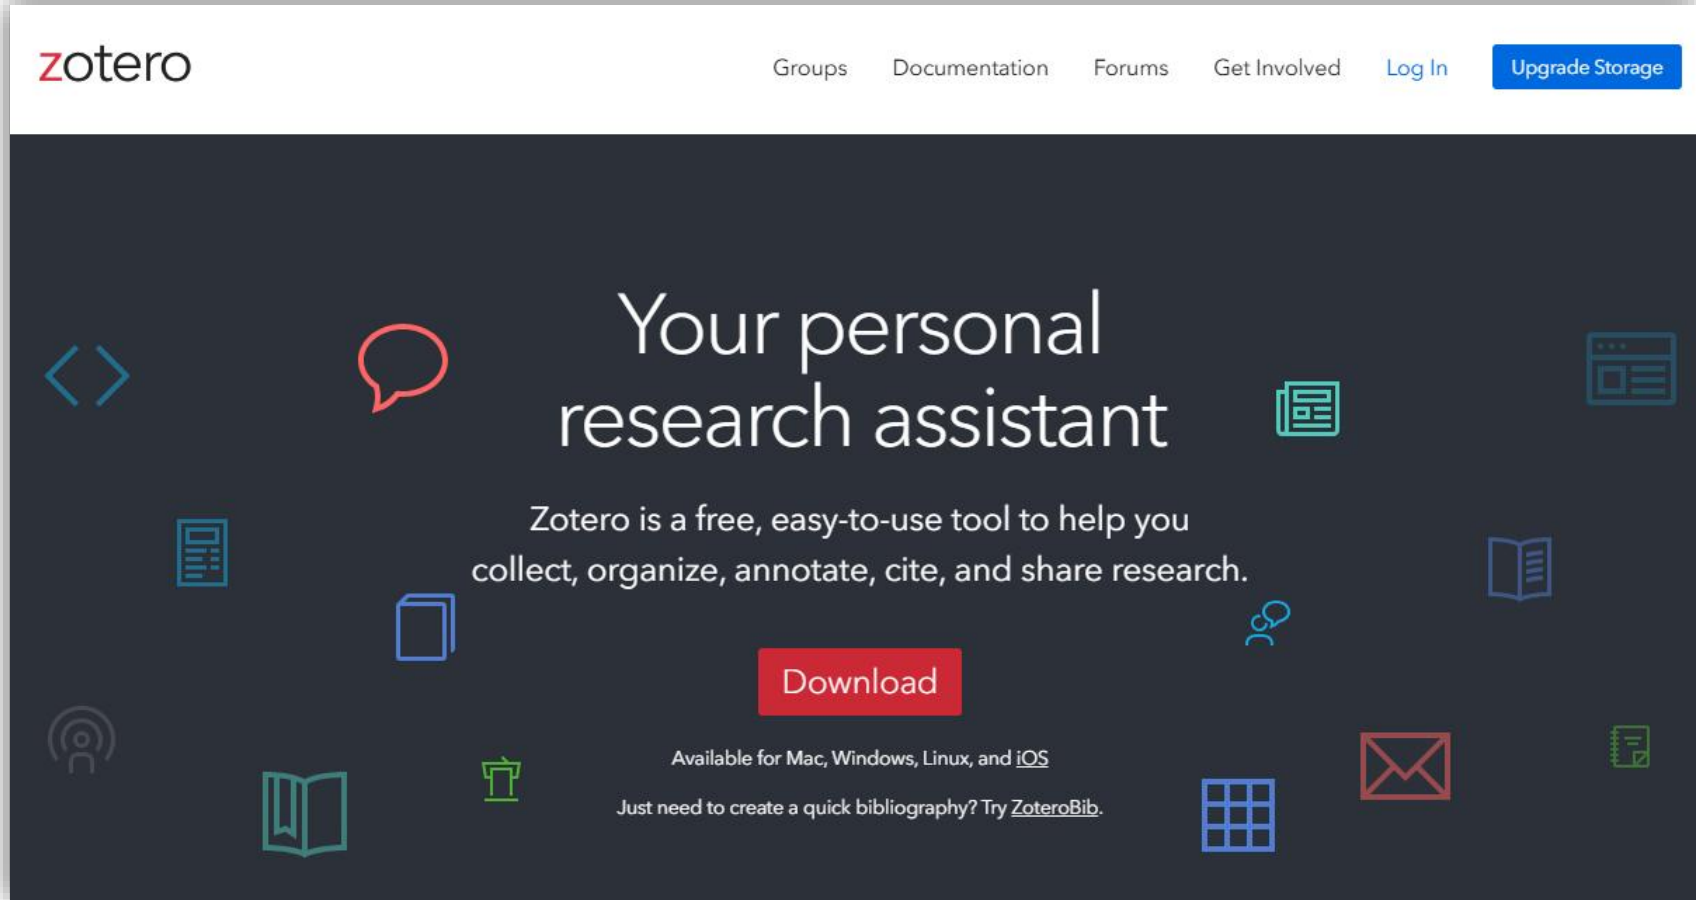 zotero
Groups Documentation Forums Get Involved Log In Upgrade Storage
Your personal
research assistant
Zotero is a free, easy-to-use tool to help you
collect, organize, annotate, cite, and share research.
Download
Available for Mac, Windows, Linux, and iOS
Just need to create a quick bibliography? Try ZoteroBib.